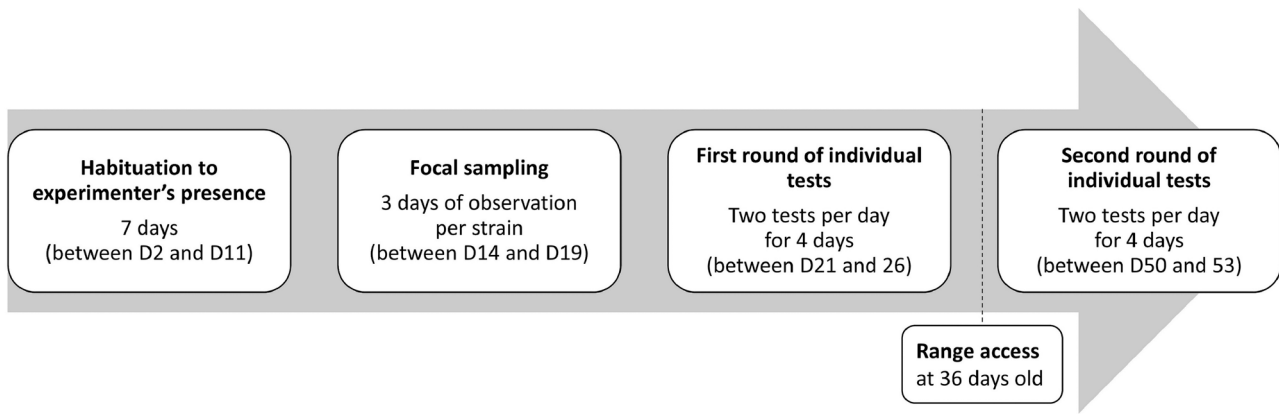 Habituation to
experimenter's presence
7 days
(between D2 and D11)
Focal sampling
3 days of observation
per strain
(between D14 and D19)
First round of individual
tests
Two tests per day
for 4 days
(between D21 and 26)
Second round of
individual tests
Two tests per day
for 4 days
(between D50 and 53)
Range access
at 36 days old